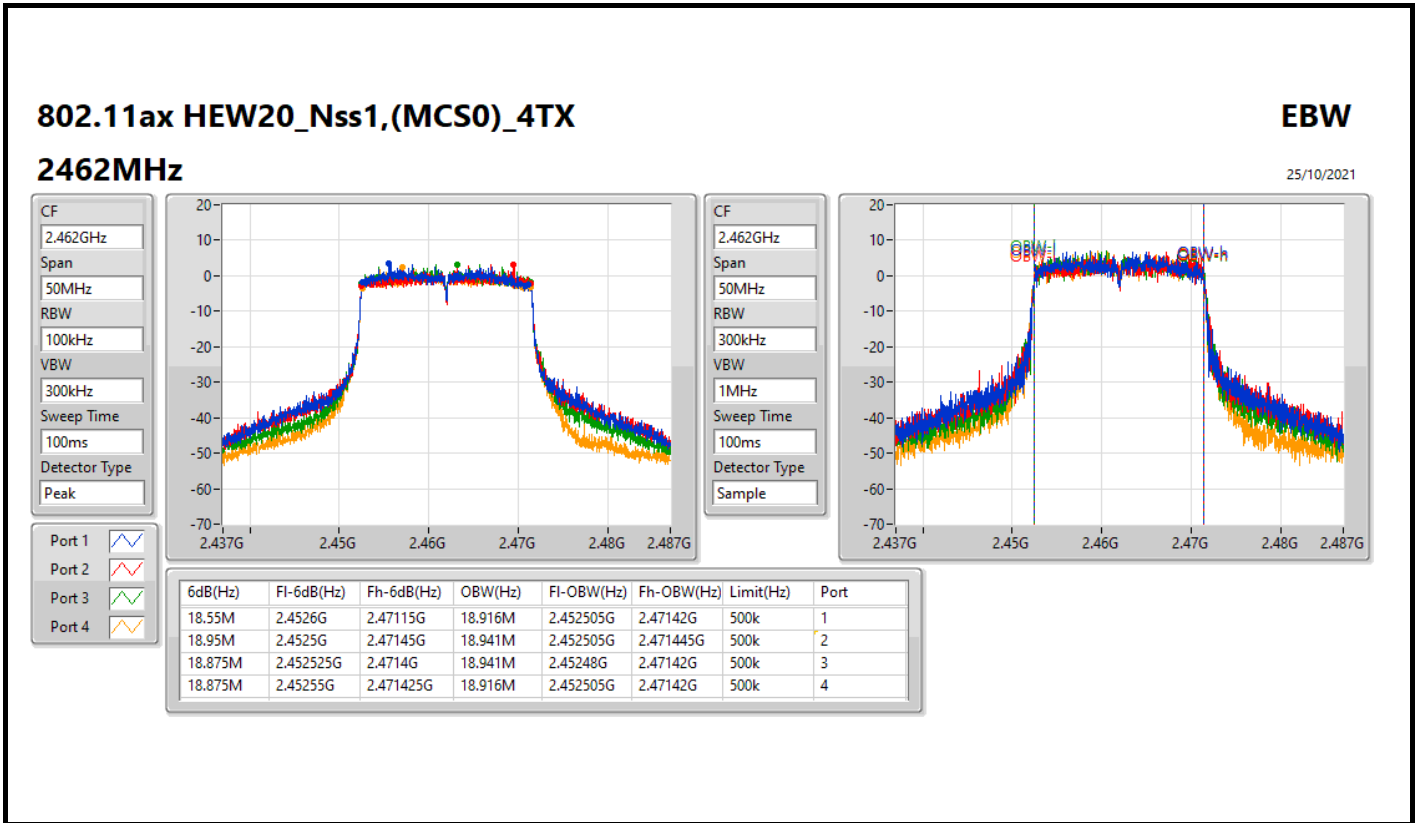 802.11ax HEW20_Nss1,(MCS0)_4TX EBW
2462MHz 25/10/2021
CF
2.462GHz
Span
50MHz
RBW
100kHz
VBW
300kHz
Sweep Time
100ms
Detector Type
Peak
20
10
0
-10
-20
-30
-40
-50
-60
-70
2.437G 2.45G 2.46G 2.47G 2.48G 2.487G
CF
2.462GHz
Span
50MHz
RBW
300kHz
VBW
1MHz
Sweep Time
100ms
Detector Type
Sample
20
10
0
-10
-20
-30
-40
-50
-60
-70
OBW-l OBW-h
2.437G 2.45G 2.46G 2.47G 2.48G 2.487G
Port 1
Port 2
Port 3
Port 4
6dB(Hz) Fl-6dB(Hz) Fh-6dB(Hz) OBW(Hz) Fl-OBW(Hz) Fh-OBW(Hz) Limit(Hz) Port
18.55M 2.4526G 2.47115G 18.916M 2.452505G 2.47142G 500k 1
18.95M 2.4525G 2.47145G 18.941M 2.452505G 2.471445G 500k 2
18.875M 2.452525G 2.4714G 18.941M 2.45248G 2.47142G 500k 3
18.875M 2.45255G 2.471425G 18.916M 2.452505G 2.47142G 500k 4